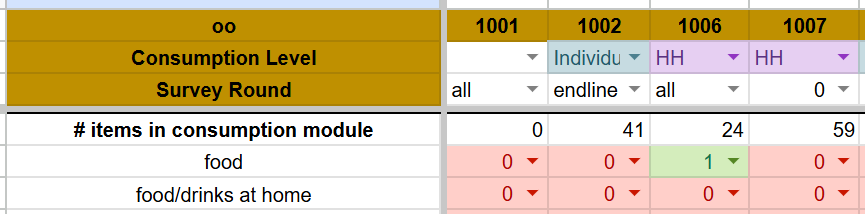 oo 1001 1002 1006 1007
Consumption Level Individu HH HH
Survey Round all endline all 0
# items in consumption module 0 41 24 59
food 0 0 1 0
food/drinks at home 0 0 0 0